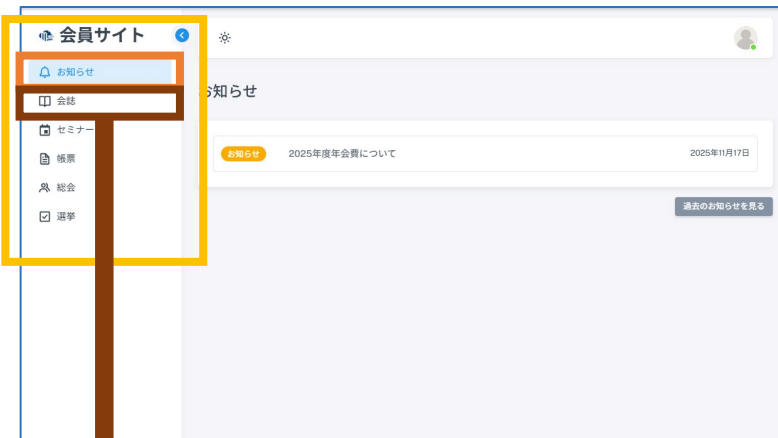 会員サイト
お知らせ
会誌
セミナー
帳票
総会
選挙
お知らせ
お知らせ 2025年度年会費について 2025年11月17日
過去のお知らせを見る